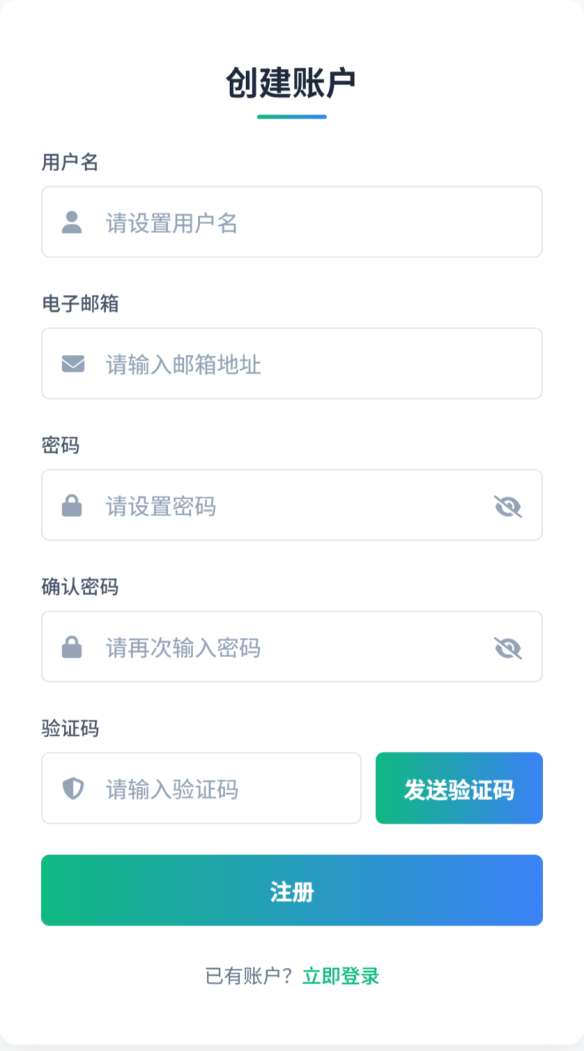 创建账户
用户名
请设置用户名
电子邮箱
请输入邮箱地址
密码
请设置密码
确认密码
请再次输入密码
验证码
请输入验证码 发送验证码
注册
已有账户？立即登录